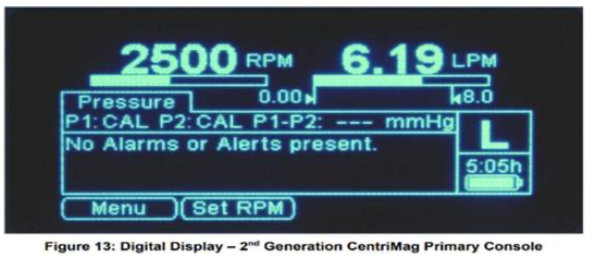 2500 RPM 6.19 LPM
0.00 8.0
Pressure
P1:CAL P2:CAL P1-P2: --- mmHg
No Alarms or Alerts present.
L
5:05h
Menu Set RPM
Figure 13: Digital Display – 2nd Generation CentriMag Primary Console